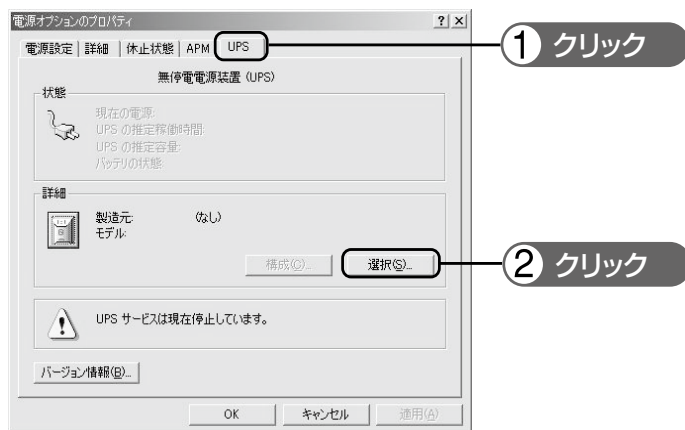 電源オプションのプロパティ
? ×
電源設定 詳細 休止状態 APM UPS
① クリック
無停電電源装置 (UPS)
状態
現在の電源:
UPS の推定稼働時間:
UPS の推定容量:
バッテリの状態:
詳細
製造元: (なし)
モデル:
構成(C)... 選択(S)...
② クリック
UPS サービスは現在停止しています。
バージョン情報(B)...
OK キャンセル 適用(A)